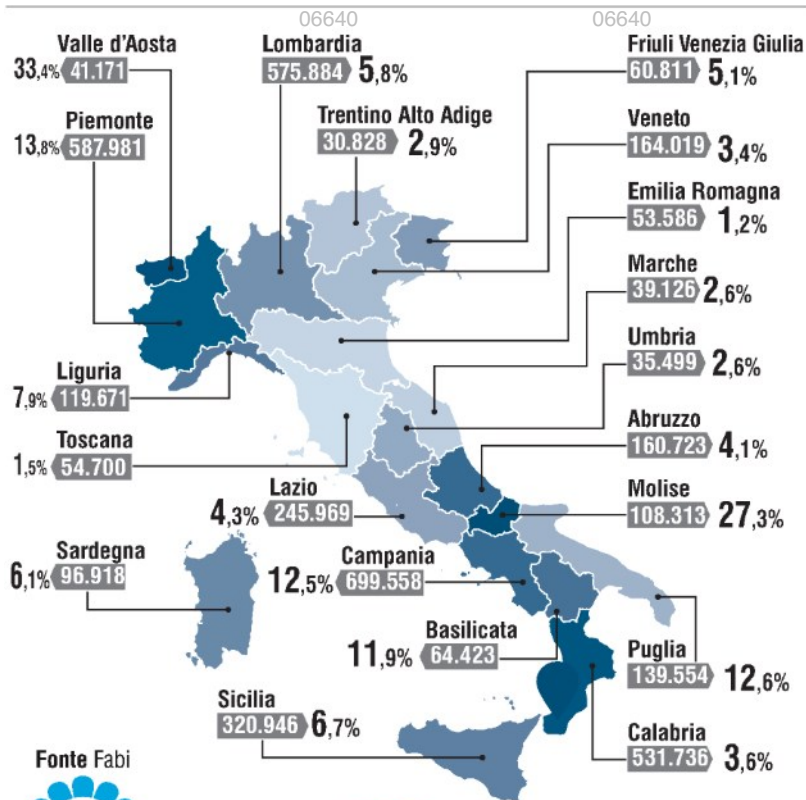 06640 06640
Valle d'Aosta
33,4% 41.171
Lombardia
575.884 5,8%
Friuli Venezia Giulia
60.811 5,1%
Piemonte
13,8% 587.981
Trentino Alto Adige
30.828 2,9%
Veneto
164.019 3,4%
Emilia Romagna
53.586 1,2%
Marche
39.126 2,6%
Umbria
35.499 2,6%
Liguria
7,9% 119.671
Toscana
1,5% 54.700
Abruzzo
160.723 4,1%
Lazio
4,3% 245.969
Molise
108.313 27,3%
Sardegna
6,1% 96.918
Campania
12,5% 699.558
Basilicata
11,9% 64.423
Puglia
139.554 12,6%
Sicilia
320.946 6,7%
Calabria
531.736 3,6%
Fonte Fabi